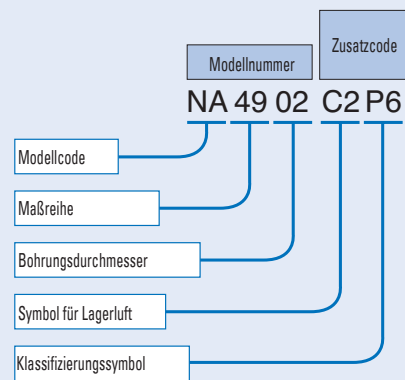 Zusatzcode
Modellnummer
NA 49 02 C2 P6
Modellcode
Maßreihe
Bohrungsdurchmesser
Symbol für Lagerluft
Klassifizierungssymbol